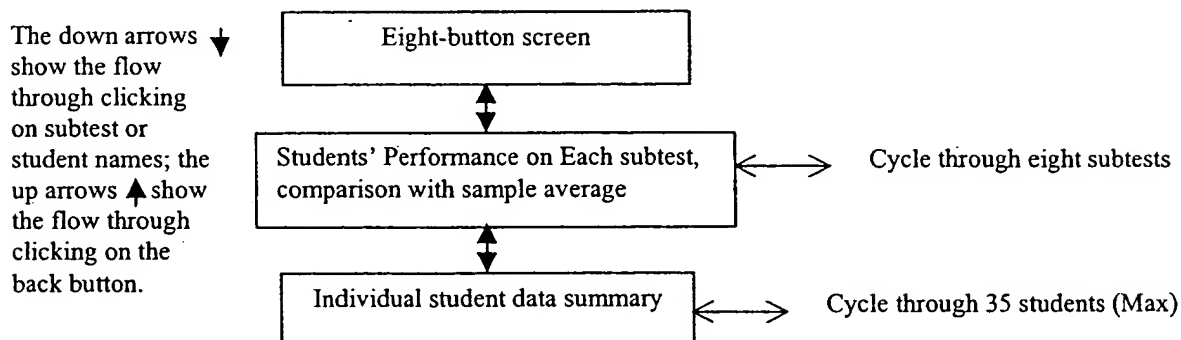 The down arrows
show the flow
through clicking
on subtest or
student names; the
up arrows show
the flow through
clicking on the
back button.
Eight-button screen
Students' Performance on Each subtest,
comparison with sample average
Cycle through eight subtests
Individual student data summary
Cycle through 35 students (Max)